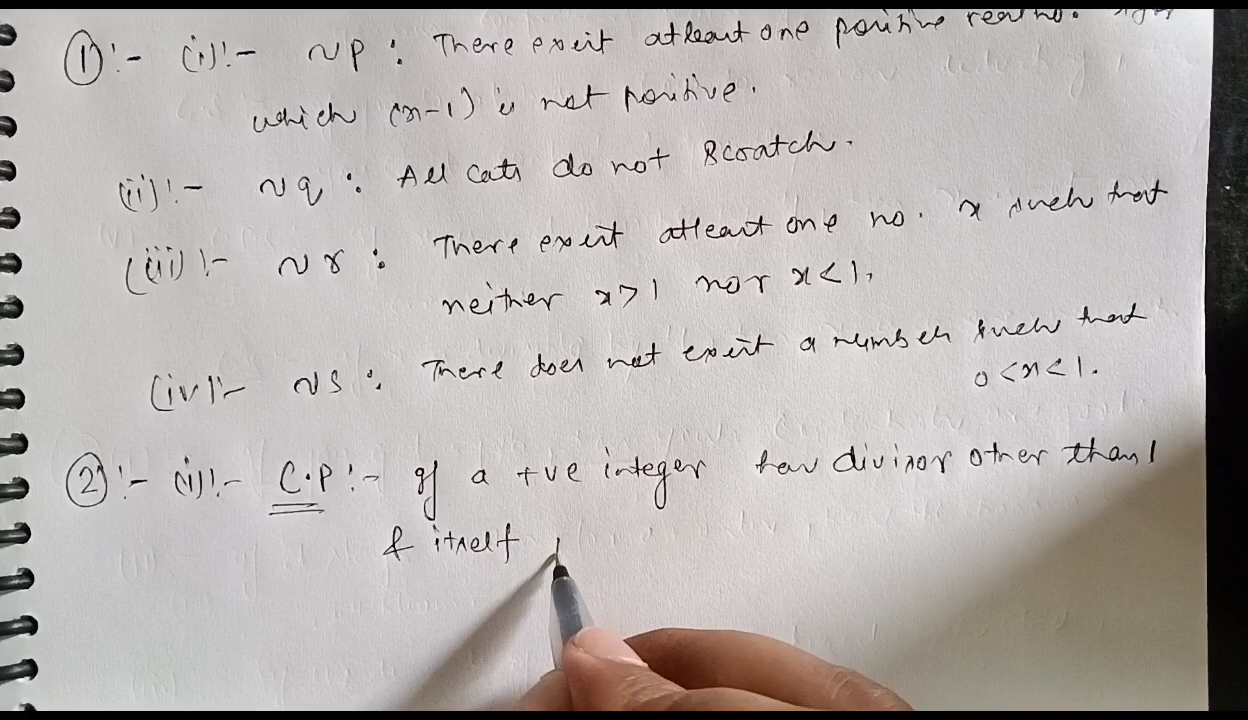 ①:- (i):- ~p : There exist atleast one positive real no.
which (x-1) is not positive.
(ii):- ~q : All cats do not scratch.
(iii):- ~r : There exist atleast one no. x such that
neither x>1 nor x<1.
(iv):- ~s : There does not exist a number such that
0<x<1.
②:- (i):- C.P:- If a +ve integer has divisor other than 1
& itself